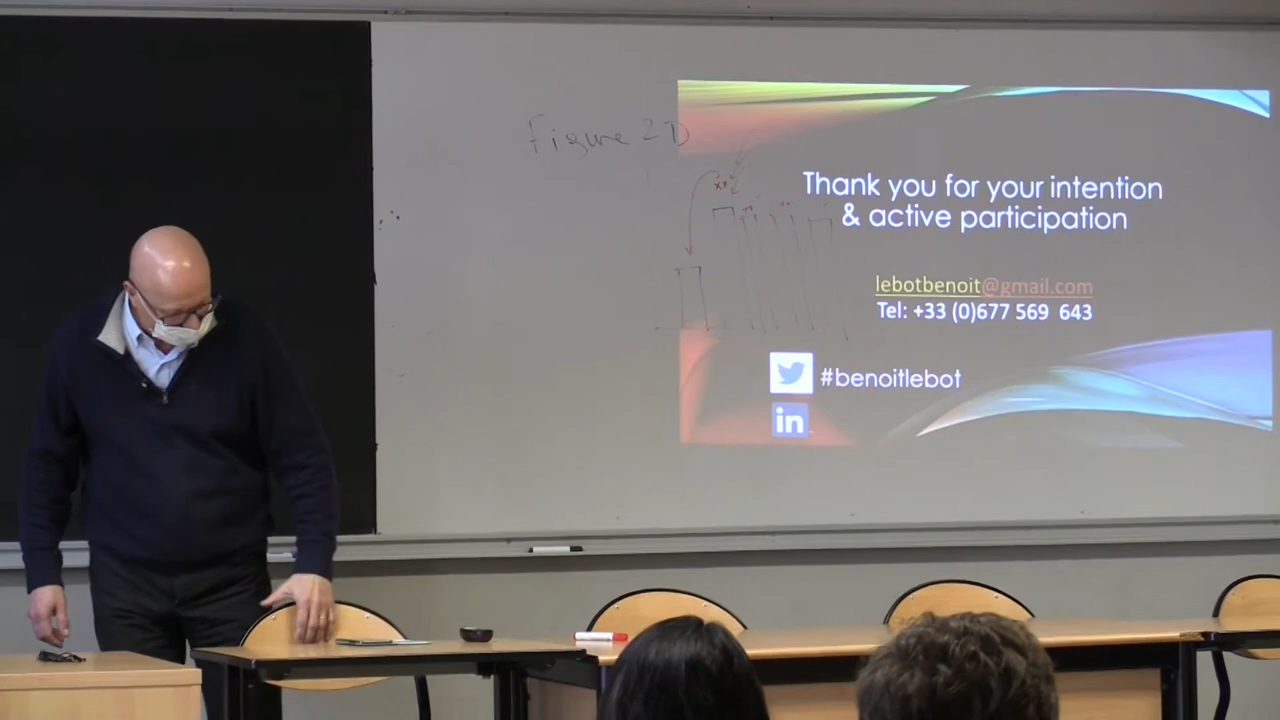 Figure 2D
Thank you for your intention
& active participation
lebotbenoit@gmail.com
Tel: +33 (0)677 569 643
#benoitlebot
in